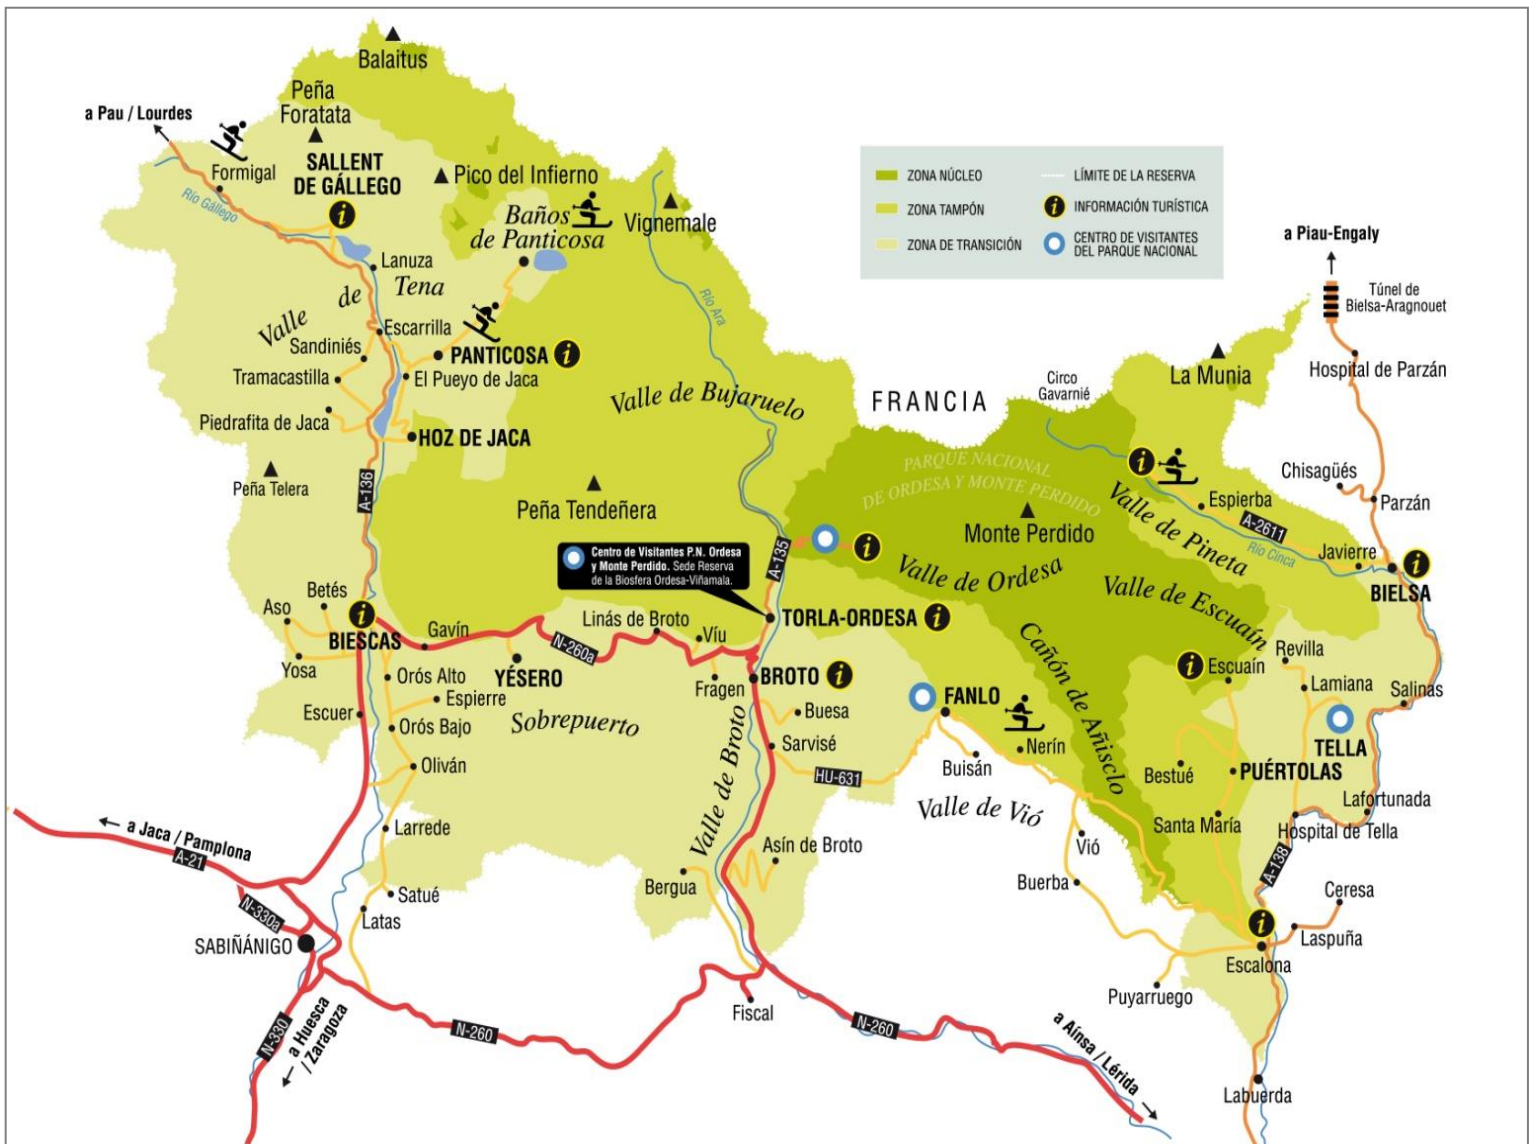 Balaitus
Peña
Foratata
a Pau / Lourdes
Formigal
SALLENT
DE GÁLLEGO
Río Gállego
Pico del Infierno
Baños
de Panticosa
Vignemale
ZONA NÚCLEO
ZONA TAMPÓN
ZONA DE TRANSICIÓN
LÍMITE DE LA RESERVA
i INFORMACIÓN TURÍSTICA
CENTRO DE VISITANTES
DEL PARQUE NACIONAL
a Piau-Engaly
Túnel de
Bielsa-Aragnouet
Hospital de Parzán
Lanuza
Valle de Tena
Río Ara
Escarrilla
Sandiniés
PANTICOSA i
Tramacastilla
El Pueyo de Jaca
Piedrafita de Jaca
HOZ DE JACA
Valle de Bujaruelo
FRANCIA
Circo
Gavarnié
La Munia
Peña Telera
A-136
Peña Tendeñera
PARQUE NACIONAL
DE ORDESA Y MONTE PERDIDO
Monte Perdido
i
Espierba
Valle de Pineta
A-2611
Río Cinca
Chisagüés
Parzán
Javierre
BIELSA i
Centro de Visitantes P.N. Ordesa
y Monte Perdido. Sede Reserva
de la Biosfera Ordesa-Viñamala.
A-135
i
Valle de Ordesa
Valle de Escuaín
Betés
Aso
i
BIESCAS
Yosa
Gavín
YÉSERO
N-260a
Linás de Broto
Víu
Fragen
TORLA-ORDESA i
BROTO i
Cañón de Añisclo
i Escuaín
Revilla
Lamiana
Salinas
Orós Alto
Espierre
Escuer
Orós Bajo
Sobrepuerto
Oliván
Valle de Broto
Buesa
Sarvisé
HU-631
FANLO
Nerín
Buisán
Valle de Vió
Bestué
PUÉRTOLAS
TELLA
Santa María
Lafortunada
Hospital de Tella
a Jaca / Pamplona
A-21
Larrede
Asín de Broto
Bergua
Vió
Buerba
A-138
Ceresa
N-330a
Satué
Latas
SABIÑÁNIGO
i
Laspuña
Escalona
Puyarruego
Fiscal
N-330
a Huesca
/ Zaragoza
N-260
N-260
a Aínsa / Lérida
Labuerda